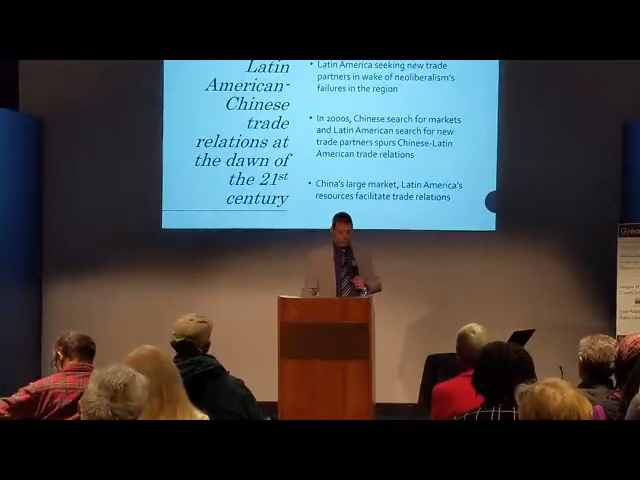 Latin
American-
Chinese
trade
relations at
the dawn of
the 21st
century
• Latin America seeking new trade
partners in wake of neoliberalism's
failures in the region
• In 2000s, Chinese search for markets
and Latin American search for new
trade partners spurs Chinese-Latin
American trade relations
• China's large market, Latin America's
resources facilitate trade relations